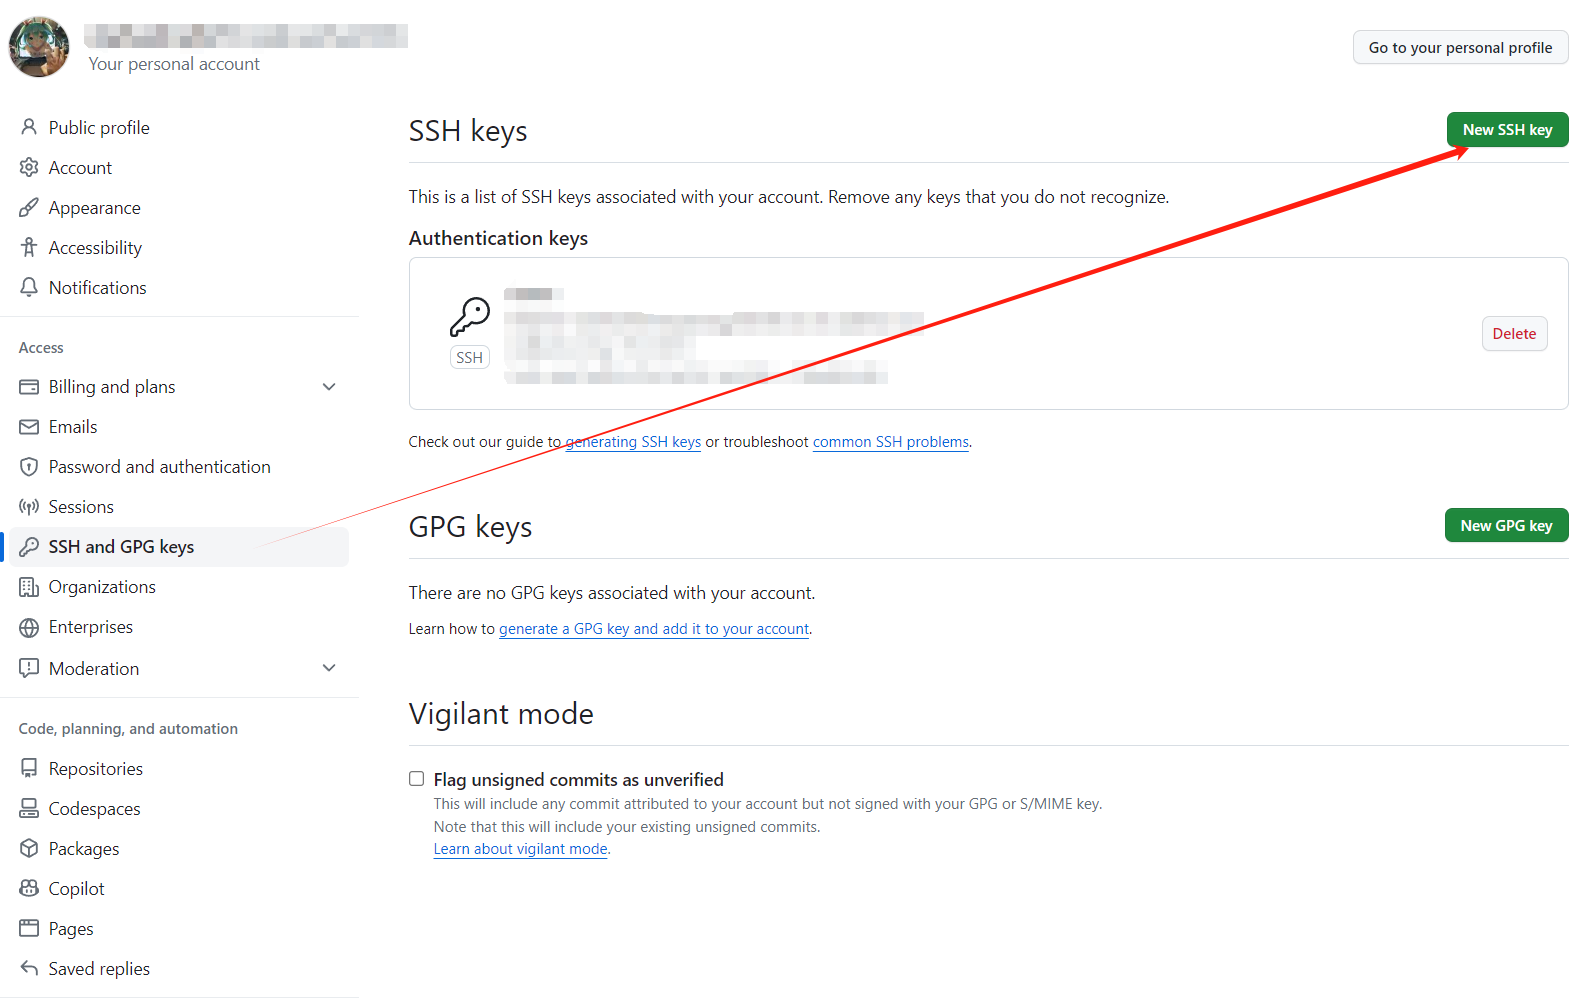 Your personal account
Go to your personal profile
Public profile
Account
Appearance
Accessibility
Notifications
Access
Billing and plans
Emails
Password and authentication
Sessions
SSH and GPG keys
Organizations
Enterprises
Moderation
Code, planning, and automation
Repositories
Codespaces
Packages
Copilot
Pages
Saved replies
SSH keys
New SSH key
This is a list of SSH keys associated with your account. Remove any keys that you do not recognize.
Authentication keys
SSH
Delete
Check out our guide to generating SSH keys or troubleshoot common SSH problems.
GPG keys
New GPG key
There are no GPG keys associated with your account.
Learn how to generate a GPG key and add it to your account.
Vigilant mode
Flag unsigned commits as unverified
This will include any commit attributed to your account but not signed with your GPG or S/MIME key.
Note that this will include your existing unsigned commits.
Learn about vigilant mode.